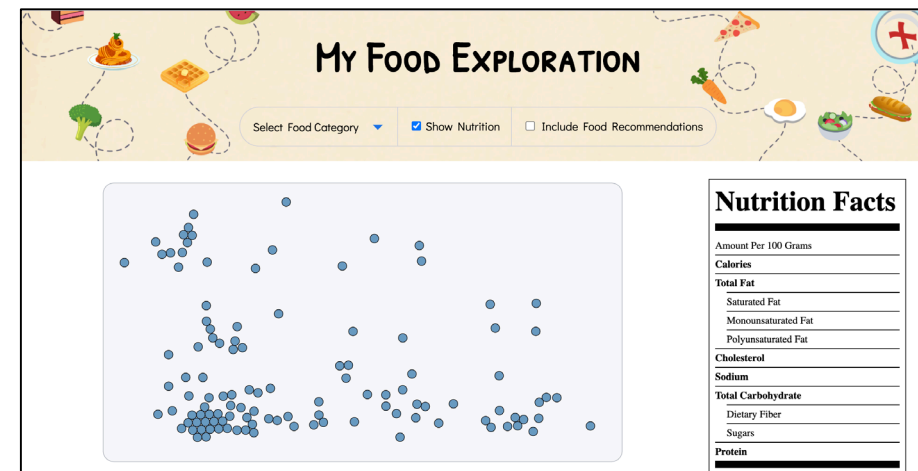 My Food Exploration
Select Food Category
Show Nutrition
Include Food Recommendations
Nutrition Facts
Amount Per 100 Grams
Calories
Total Fat
Saturated Fat
Monounsaturated Fat
Polyunsaturated Fat
Cholesterol
Sodium
Total Carbohydrate
Dietary Fiber
Sugars
Protein